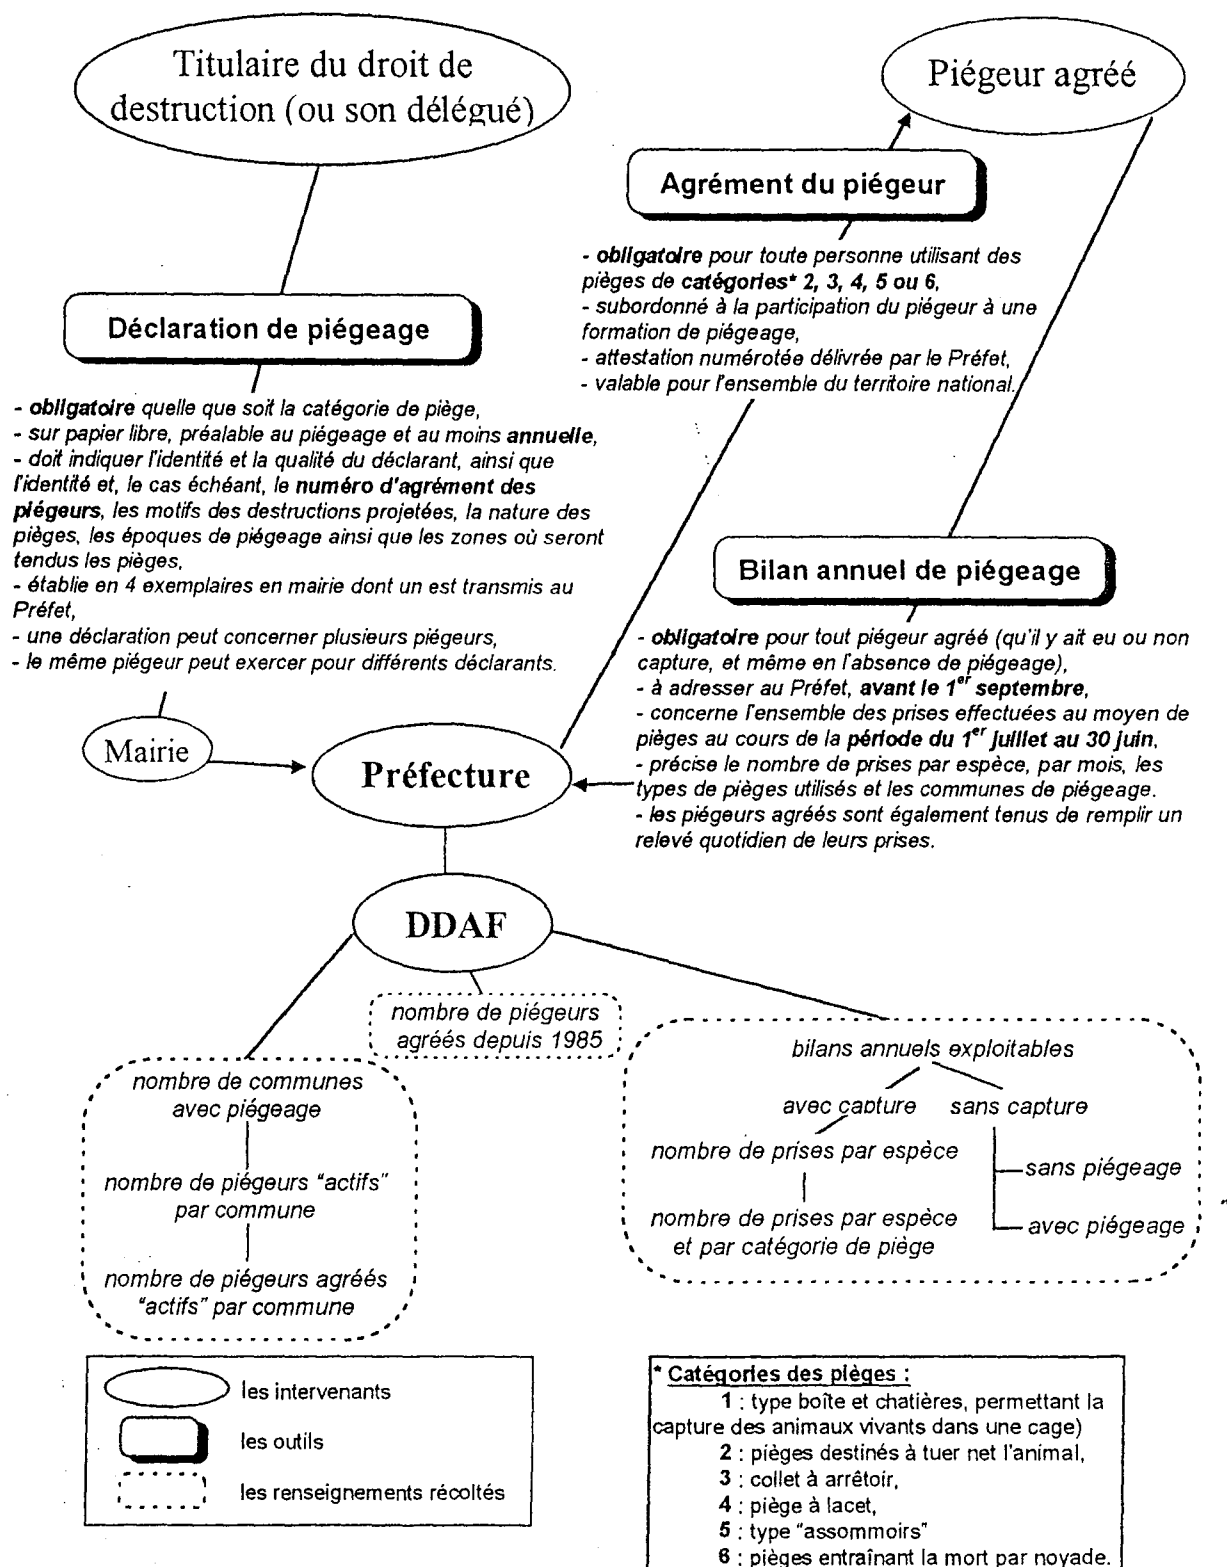 Titulaire du droit de
destruction (ou son délégué)
Piégeur agréé
Agrément du piégeur
- obligatoire pour toute personne utilisant des
pièges de catégories* 2, 3, 4, 5 ou 6,
- subordonné à la participation du piégeur à une
formation de piégeage,
- attestation numérotée délivrée par le Préfet,
- valable pour l'ensemble du territoire national.
Déclaration de piégeage
- obligatoire quelle que soit la catégorie de piège,
- sur papier libre, préalable au piégeage et au moins annuelle,
- doit indiquer l'identité et la qualité du déclarant, ainsi que
l'identité et, le cas échéant, le numéro d'agrément des
piégeurs, les motifs des destructions projetées, la nature des
pièges, les époques de piégeage ainsi que les zones où seront
tendus les pièges,
- établie en 4 exemplaires en mairie dont un est transmis au
Préfet,
- une déclaration peut concerner plusieurs piégeurs,
- le même piégeur peut exercer pour différents déclarants.
Bilan annuel de piégeage
- obligatoire pour tout piégeur agréé (qu'il y ait eu ou non
capture, et même en l'absence de piégeage),
- à adresser au Préfet, avant le 1er septembre,
- concerne l'ensemble des prises effectuées au moyen de
pièges au cours de la période du 1er juillet au 30 juin,
- précise le nombre de prises par espèce, par mois, les
types de pièges utilisés et les communes de piégeage.
- les piégeurs agréés sont également tenus de remplir un
relevé quotidien de leurs prises.
Mairie
Préfecture
DDAF
nombre de piégeurs
agréés depuis 1985
nombre de communes
avec piégeage
nombre de piégeurs "actifs"
par commune
nombre de piégeurs agréés
"actifs" par commune
bilans annuels exploitables
avec capture sans capture
nombre de prises par espèce
sans piégeage
nombre de prises par espèce
et par catégorie de piège
avec piégeage
les intervenants
les outils
les renseignements récoltés
* Catégories des pièges :
1 : type boîte et chatières, permettant la
capture des animaux vivants dans une cage)
2 : pièges destinés à tuer net l'animal,
3 : collet à arrêtoir,
4 : piège à lacet,
5 : type "assommoirs"
6 : pièges entraînant la mort par noyade.